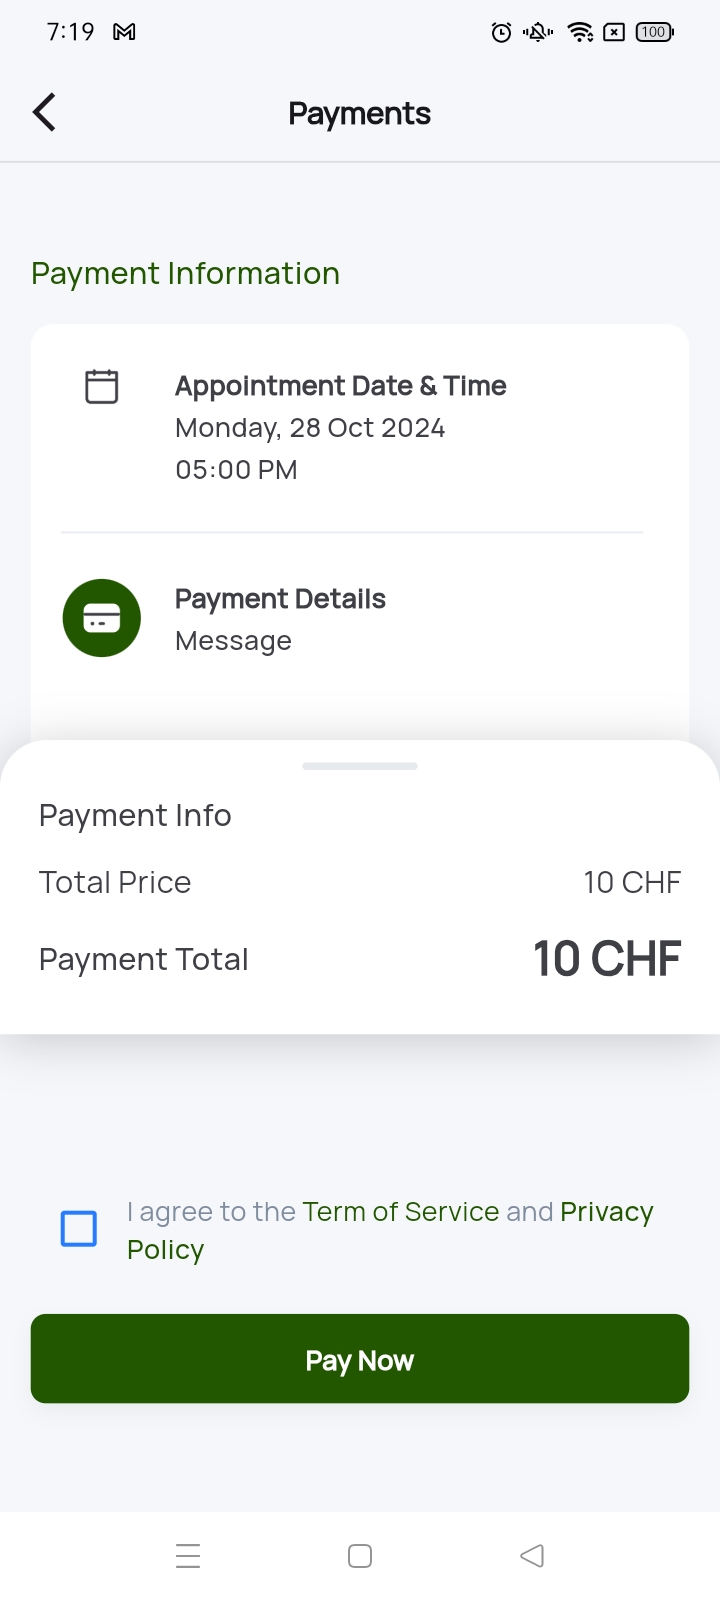 7:19
100
Payments
Payment Information
Appointment Date & Time
Monday, 28 Oct 2024
05:00 PM
Payment Details
Message
Payment Info
Total Price 10 CHF
Payment Total 10 CHF
I agree to the Term of Service and Privacy
Policy
Pay Now